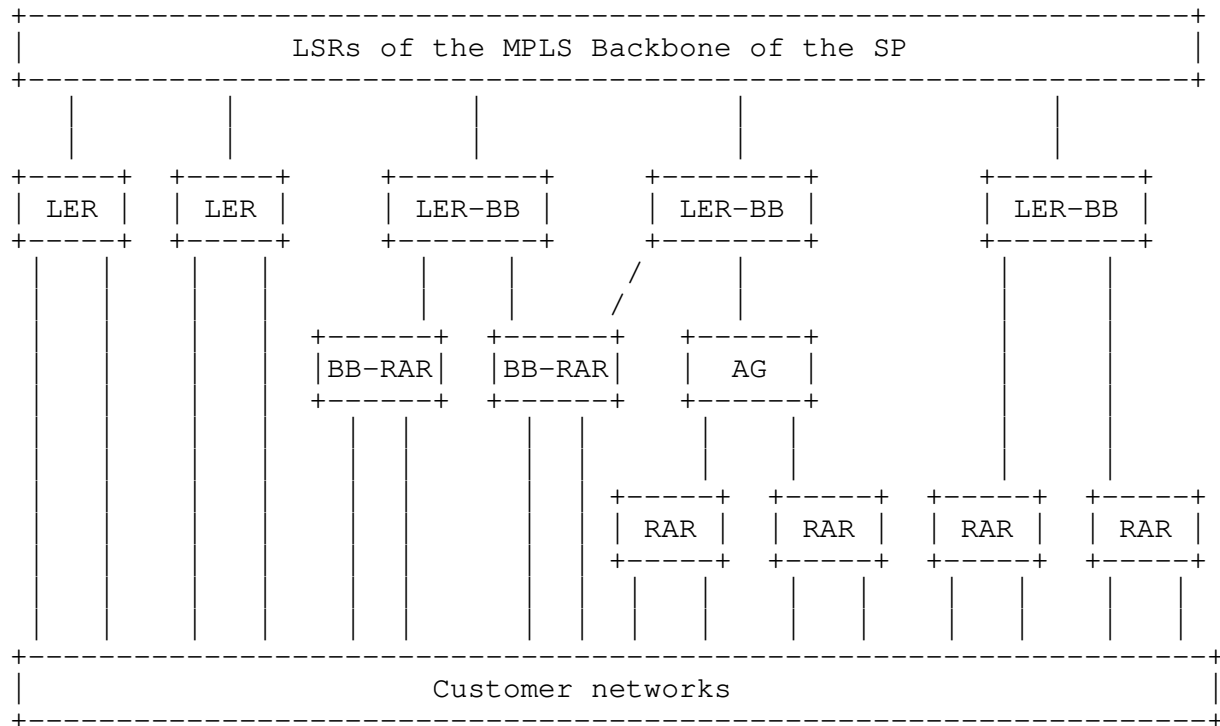 LSRs of the MPLS Backbone of the SP
LER LER LER-BB LER-BB LER-BB
BB-RAR BB-RAR AG
RAR RAR RAR RAR
Customer networks